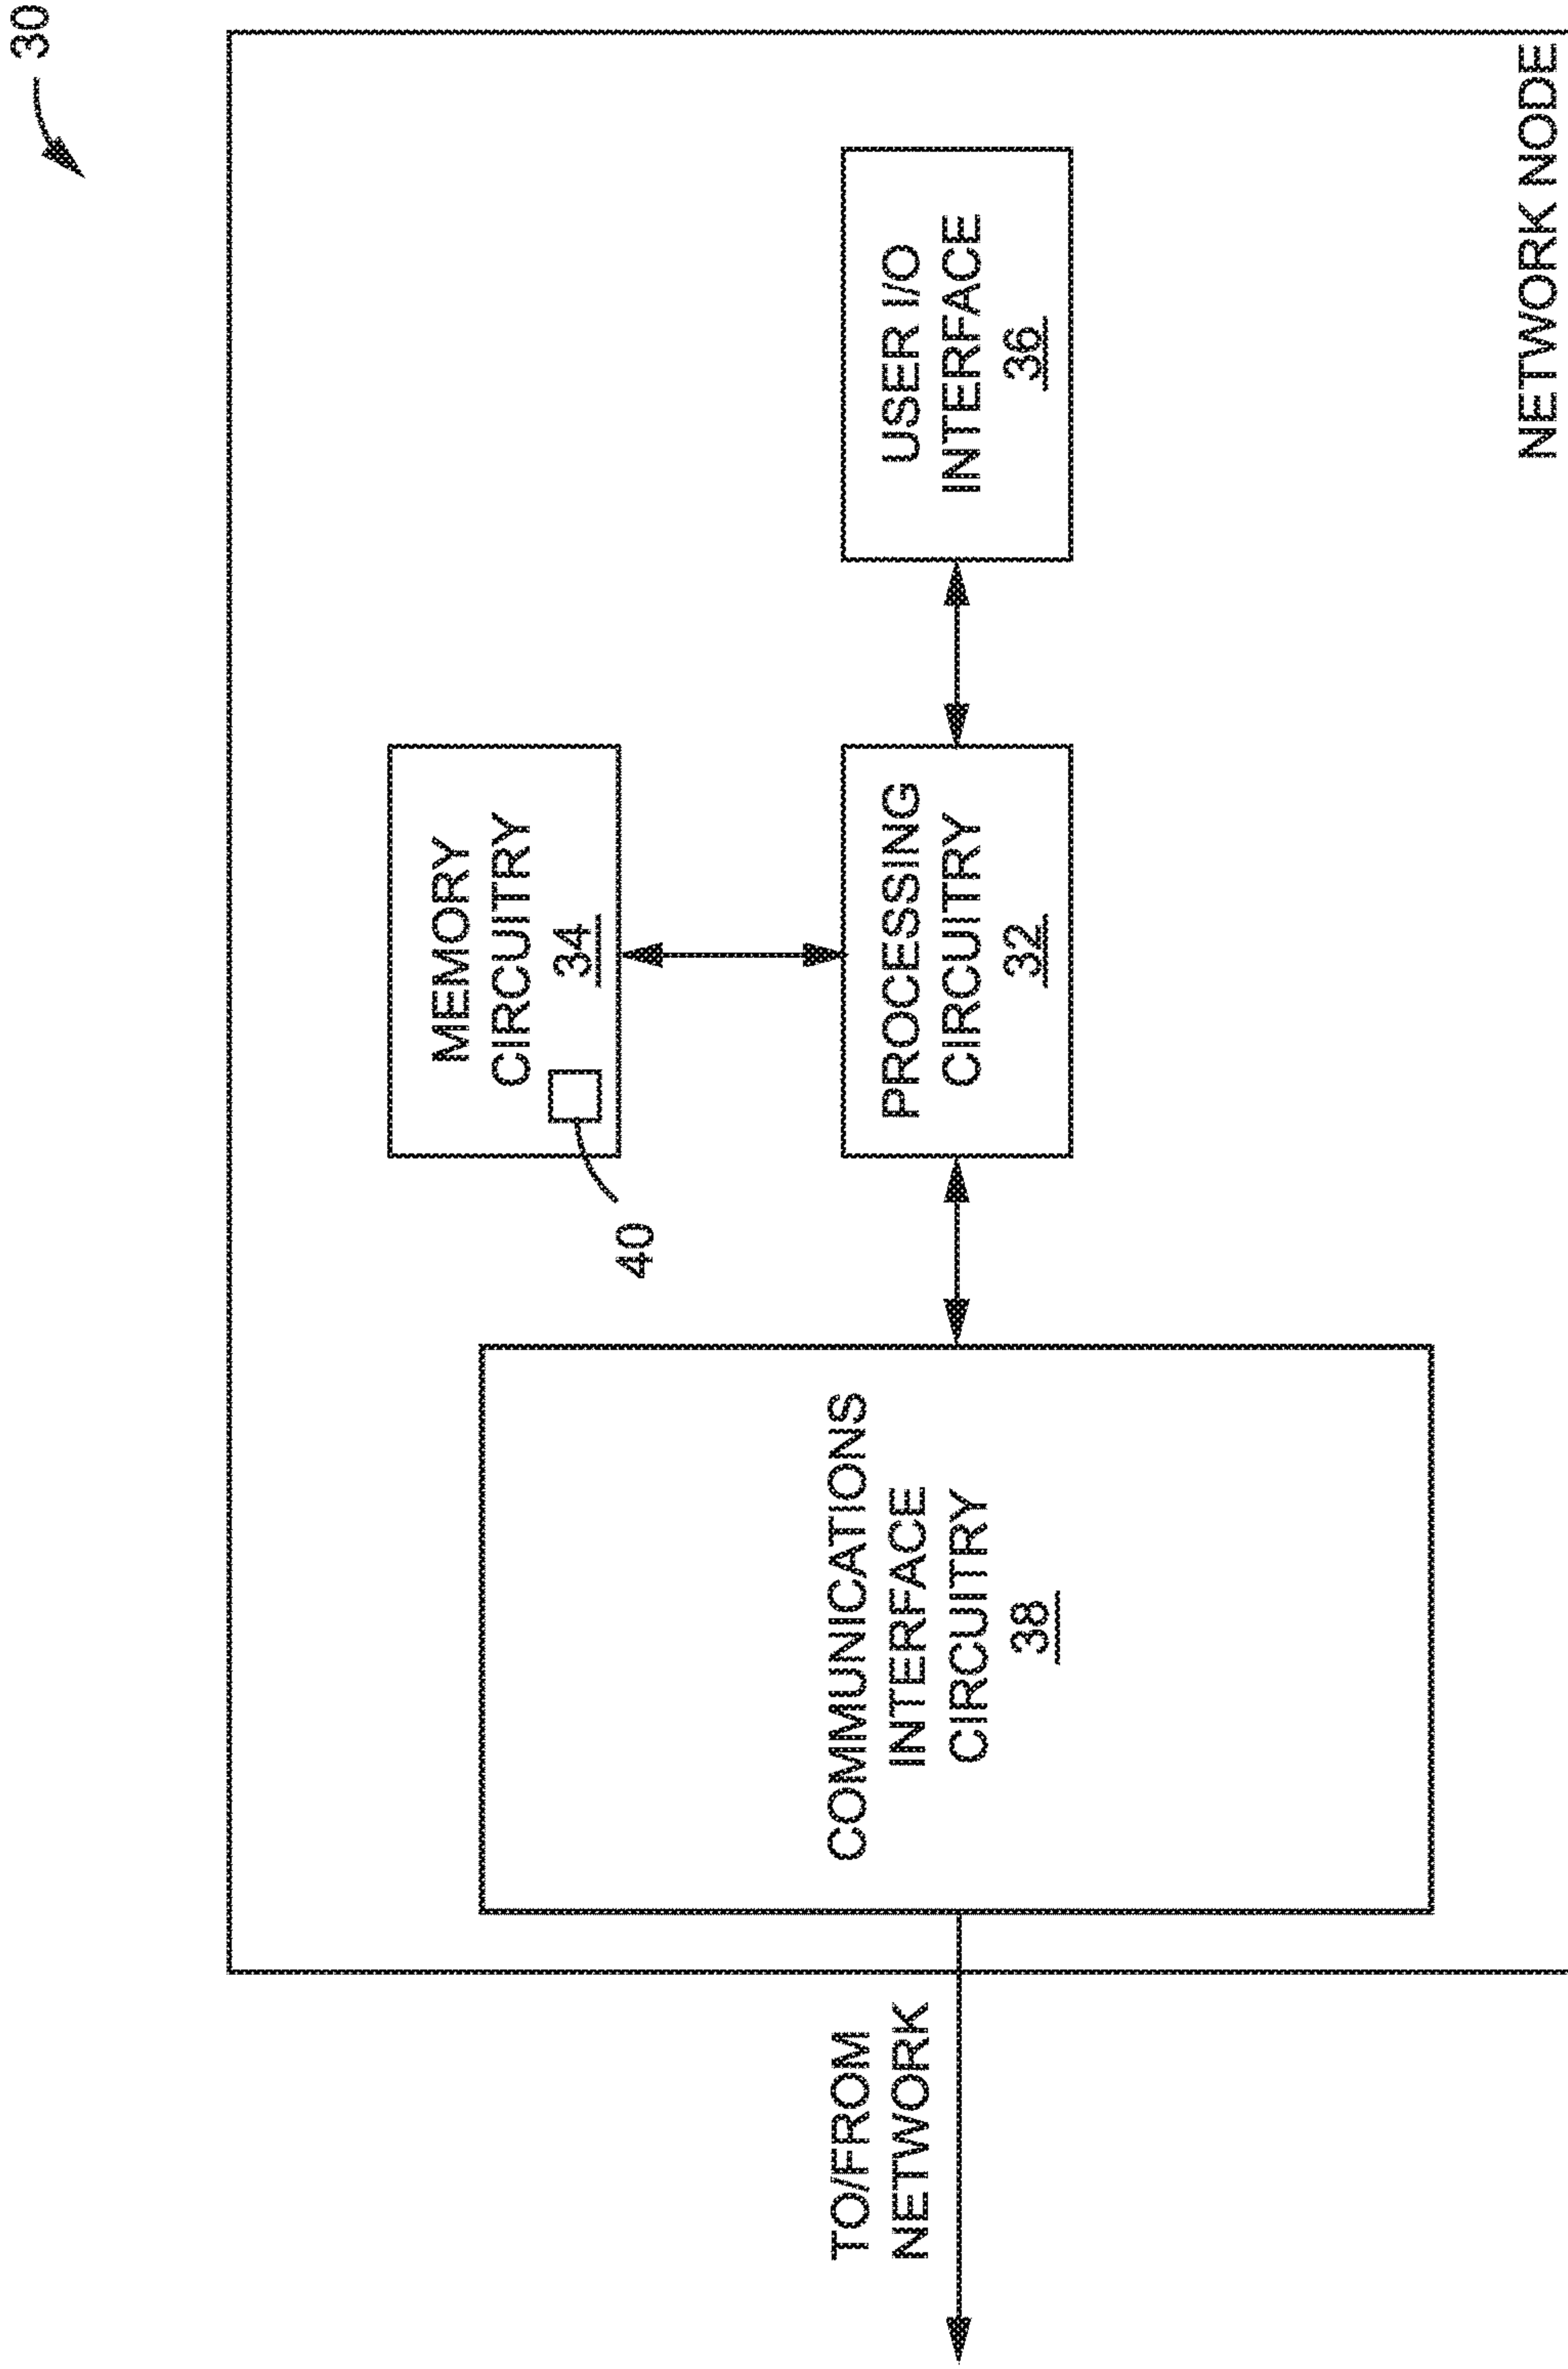 30
MEMORY
CIRCUITRY
34
40
COMMUNICATIONS
INTERFACE
CIRCUITRY
38
PROCESSING
CIRCUITRY
32
USER I/O
INTERFACE
36
TO/FROM
NETWORK
NETWORK NODE